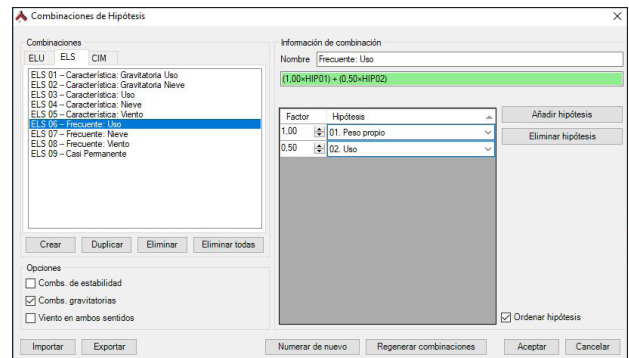 Combinaciones de Hipótesis
Combinaciones
ELU ELS CIM
ELS 01 – Característica: Gravitatoria Uso
ELS 02 – Característica: Gravitatoria Nieve
ELS 03 – Característica: Uso
ELS 04 – Característica: Nieve
ELS 05 – Característica: Viento
ELS 06 – Frecuente: Uso
ELS 07 – Frecuente: Nieve
ELS 08 – Frecuente: Viento
ELS 09 – Casi Permanente
Crear Duplicar Eliminar Eliminar todas
Opciones
Combs. de estabilidad
Combs. gravitatorias
Viento en ambos sentidos
Información de combinación
Nombre Frecuente: Uso
(1,00×HIP01) + (0,50×HIP02)
Factor Hipótesis
1,00 01. Peso propio
0,50 02. Uso
Añadir hipótesis
Eliminar hipótesis
Ordenar hipótesis
Importar Exportar Numerar de nuevo Regenerar combinaciones Aceptar Cancelar